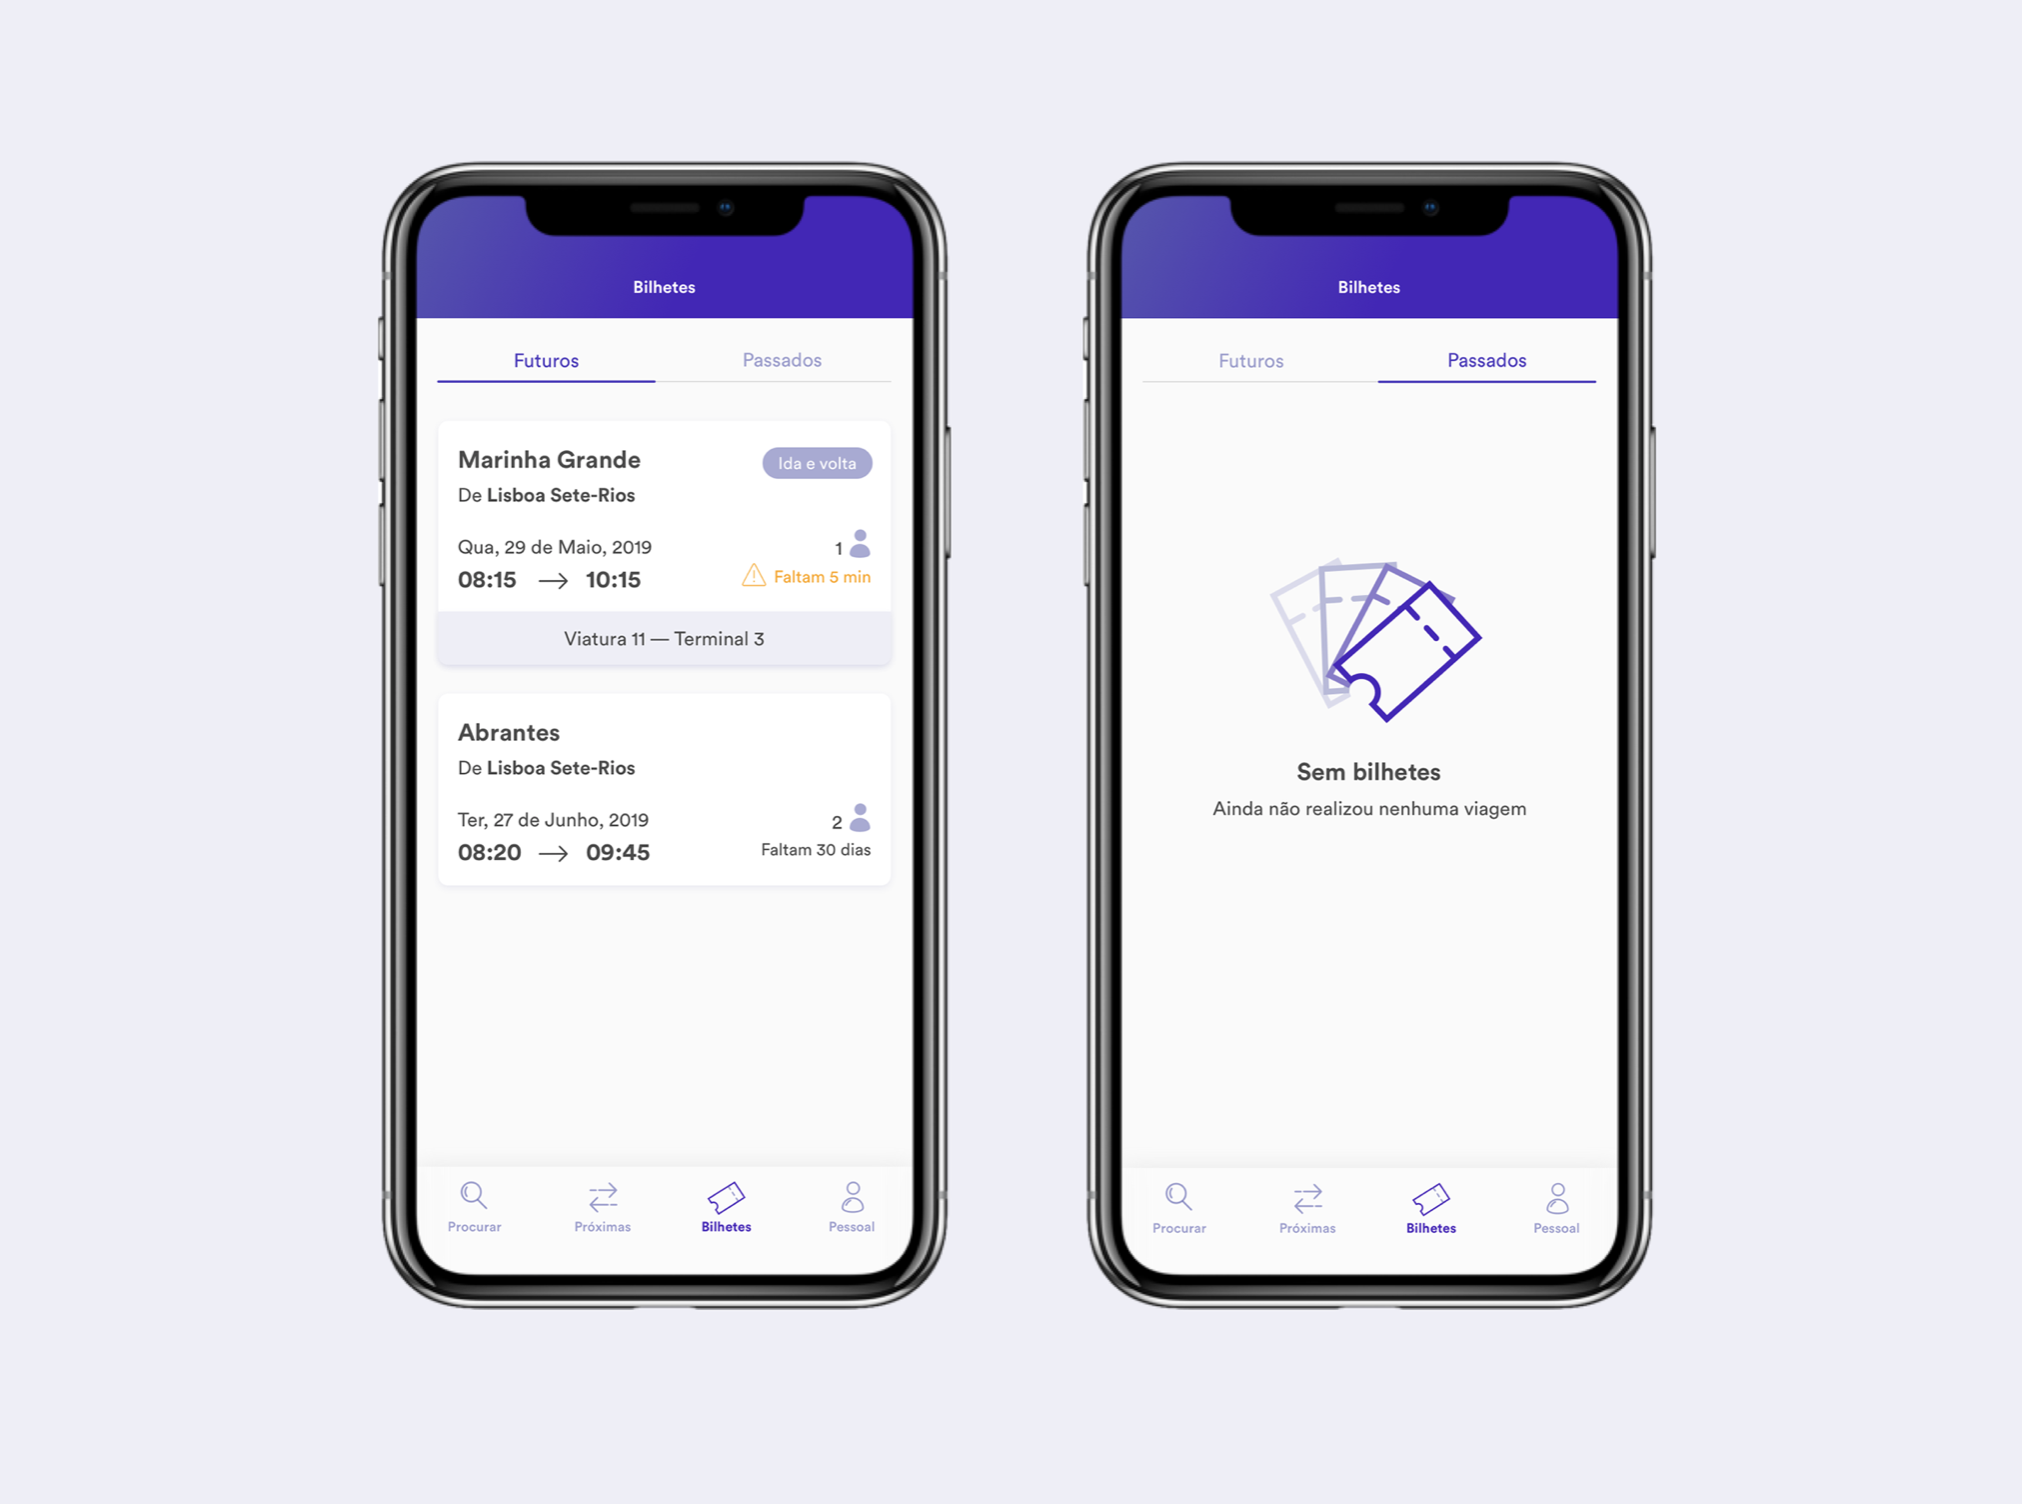 Bilhetes
Futuros Passados
Marinha Grande
Ida e volta
De Lisboa Sete-Rios
Qua, 29 de Maio, 2019
1
08:15 → 10:15
Faltam 5 min
Viatura 11 — Terminal 3
Abrantes
De Lisboa Sete-Rios
Ter, 27 de Junho, 2019
2
08:20 → 09:45
Faltam 30 dias
Procurar Próximas Bilhetes Pessoal
Bilhetes
Futuros Passados
Sem bilhetes
Ainda não realizou nenhuma viagem
Procurar Próximas Bilhetes Pessoal